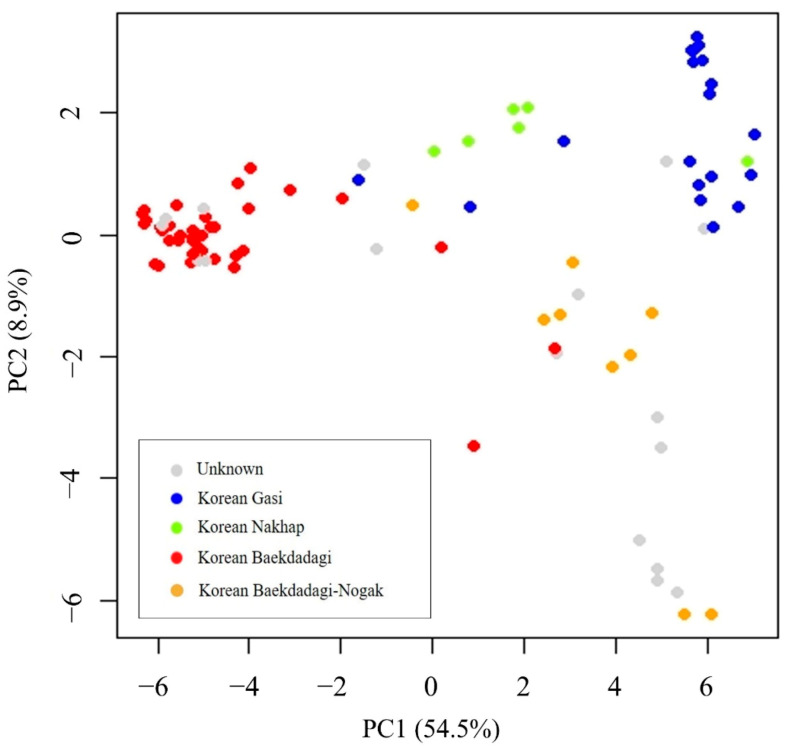 2
0
−2
−4
−6
PC2 (8.9%)
Unknown
Korean Gasi
Korean Nakhap
Korean Baekdadagi
Korean Baekdadagi-Nogak
−6 −4 −2 0 2 4 6
PC1 (54.5%)